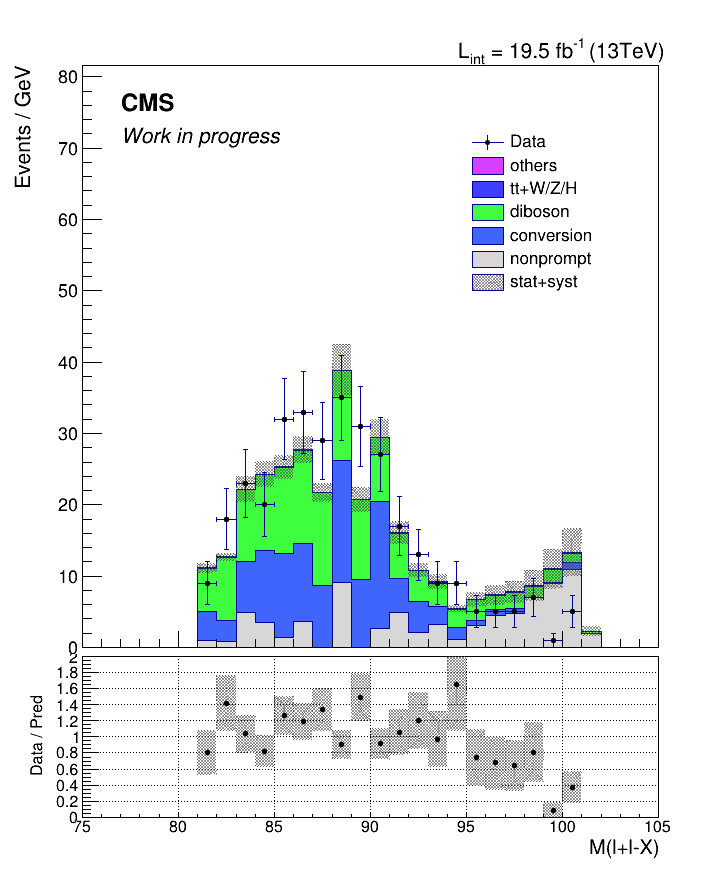 L_int = 19.5 fb^-1 (13TeV)
Events / GeV
CMS
Work in progress
Data
others
tt+W/Z/H
diboson
conversion
nonprompt
stat+syst
80
70
60
50
40
30
20
10
0
Data / Pred
2
1.8
1.6
1.4
1.2
1
0.8
0.6
0.4
0.2
0
75 80 85 90 95 100 105
M(l+l-X)